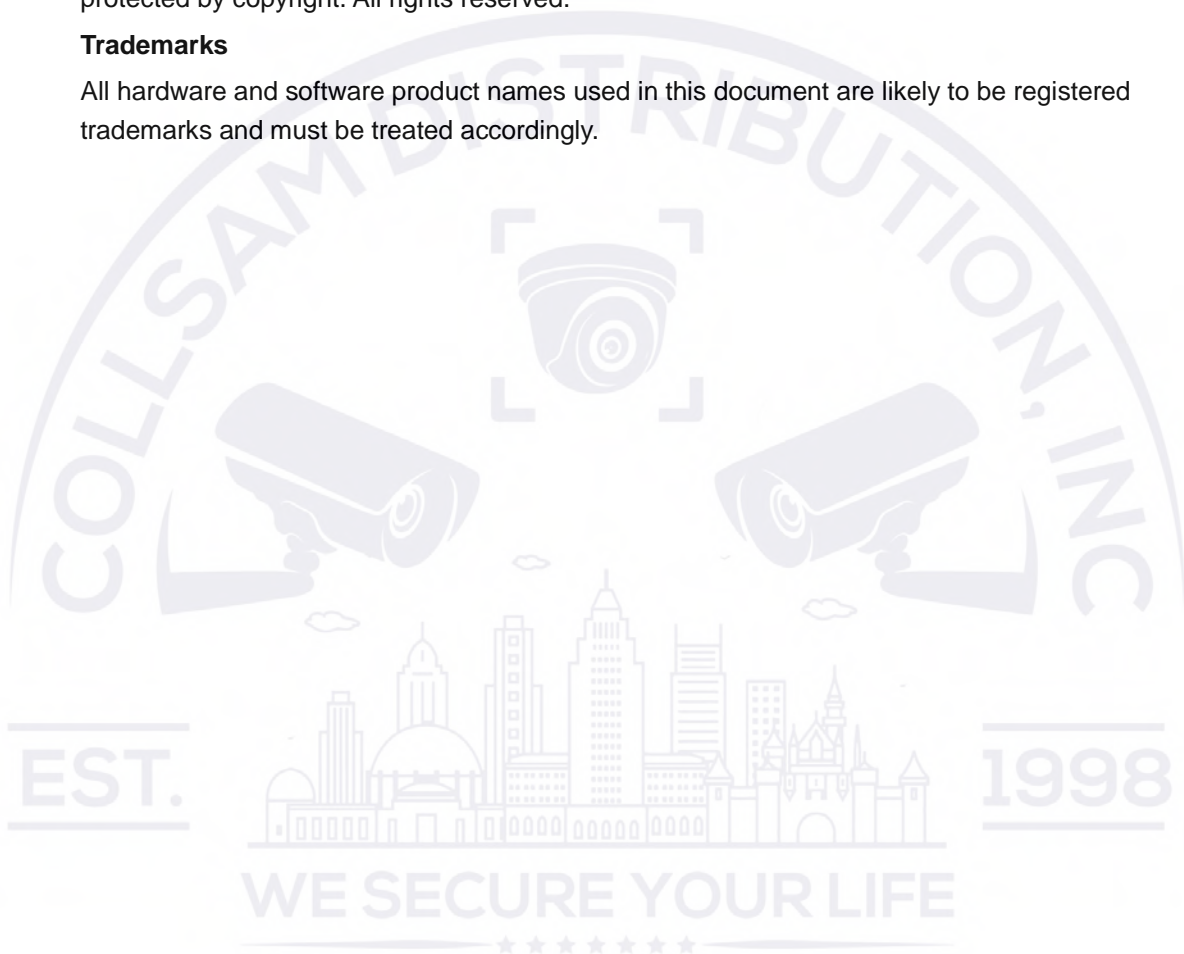 protected by copyright. All rights reserved.
Trademarks
All hardware and software product names used in this document are likely to be registered
trademarks and must be treated accordingly.
COLLSAM DISTRIBUTION, INC
EST.
1998
WE SECURE YOUR LIFE